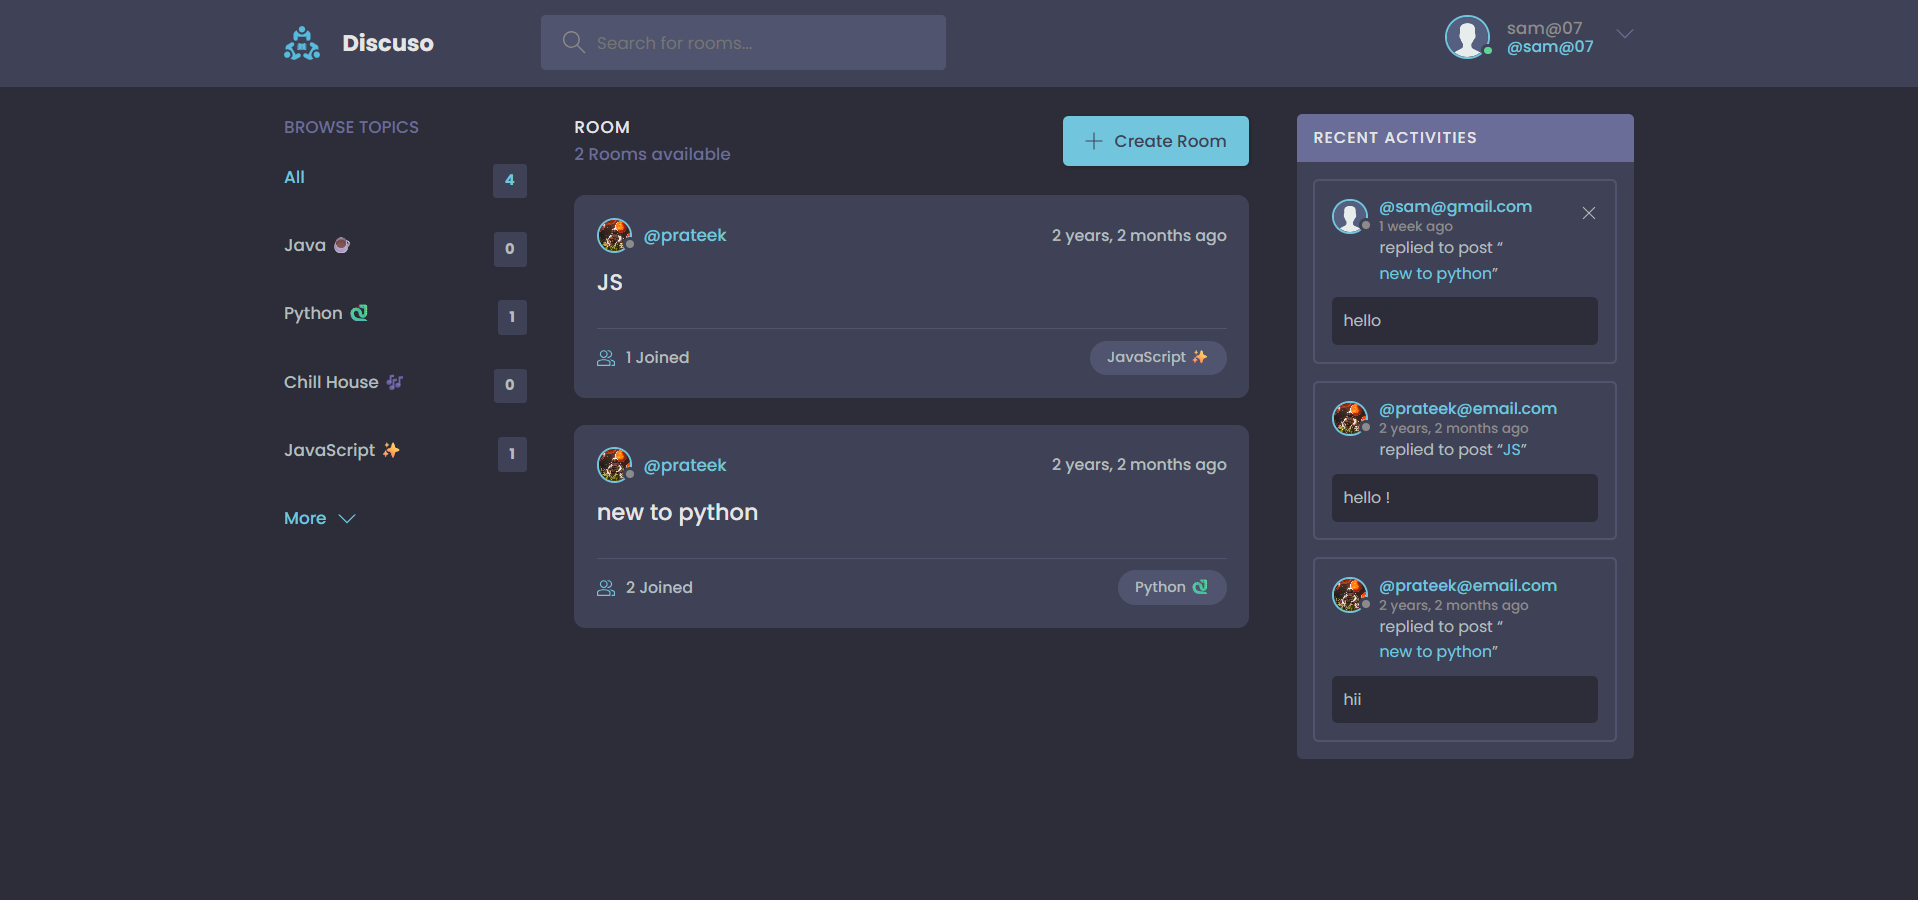 Discuso
Search for rooms...
sam@07
@sam@07
BROWSE TOPICS
All 4
Java ☕ 0
Python 🐍 1
Chill House 🎶 0
JavaScript ✨ 1
More
ROOM
2 Rooms available
Create Room
@prateek 2 years, 2 months ago
JS
1 Joined JavaScript ✨
@prateek 2 years, 2 months ago
new to python
2 Joined Python 🐍
RECENT ACTIVITIES
@sam@gmail.com
1 week ago
replied to post “
new to python”
hello
@prateek@email.com
2 years, 2 months ago
replied to post “JS”
hello !
@prateek@email.com
2 years, 2 months ago
replied to post “
new to python”
hii